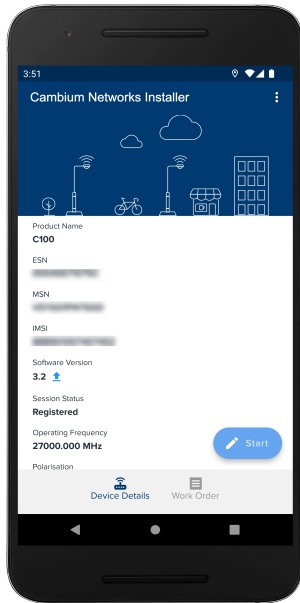 3:51
Cambium Networks Installer
Product Name
C100
ESN
MSN
IMSI
Software Version
3.2
Session Status
Registered
Operating Frequency
27000.000 MHz
Start
Polarisation
Device Details
Work Order